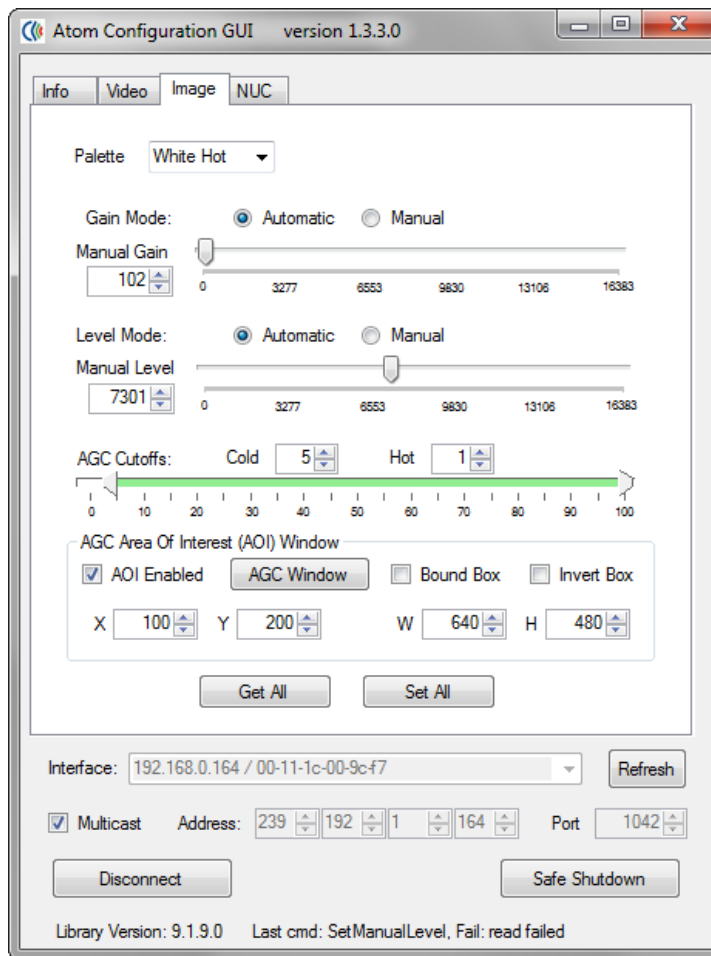 Atom Configuration GUI version 1.3.3.0
Info Video Image NUC
Palette White Hot
Gain Mode: Automatic Manual
Manual Gain
102
0 3277 6553 9830 13106 16383
Level Mode: Automatic Manual
Manual Level
7301
0 3277 6553 9830 13106 16383
AGC Cutoffs: Cold 5 Hot 1
0 10 20 30 40 50 60 70 80 90 100
AGC Area Of Interest (AOI) Window
AOI Enabled AGC Window Bound Box Invert Box
X 100 Y 200 W 640 H 480
Get All Set All
Interface: 192.168.0.164 / 00-11-1c-00-9c-f7 Refresh
Multicast Address: 239 192 1 164 Port 1042
Disconnect Safe Shutdown
Library Version: 9.1.9.0 Last cmd: SetManualLevel, Fail: read failed